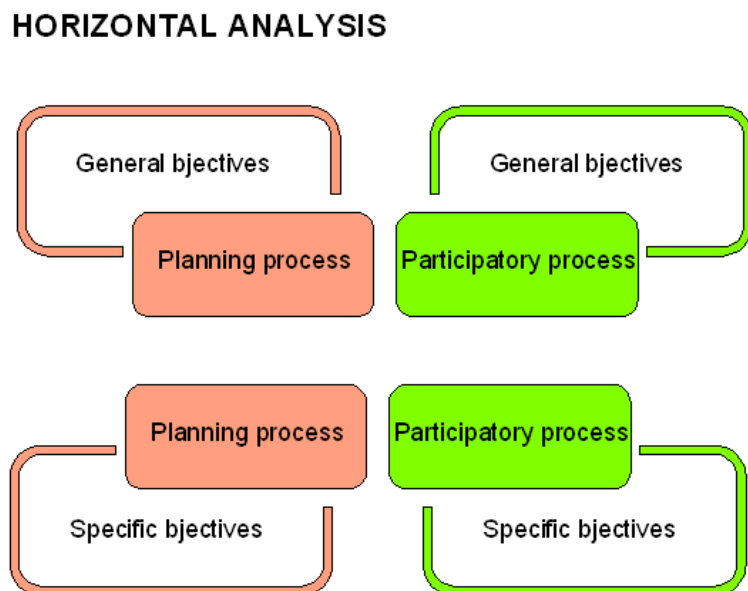 HORIZONTAL ANALYSIS
General bjectives
General bjectives
Planning process
Participatory process
Planning process
Participatory process
Specific bjectives
Specific bjectives